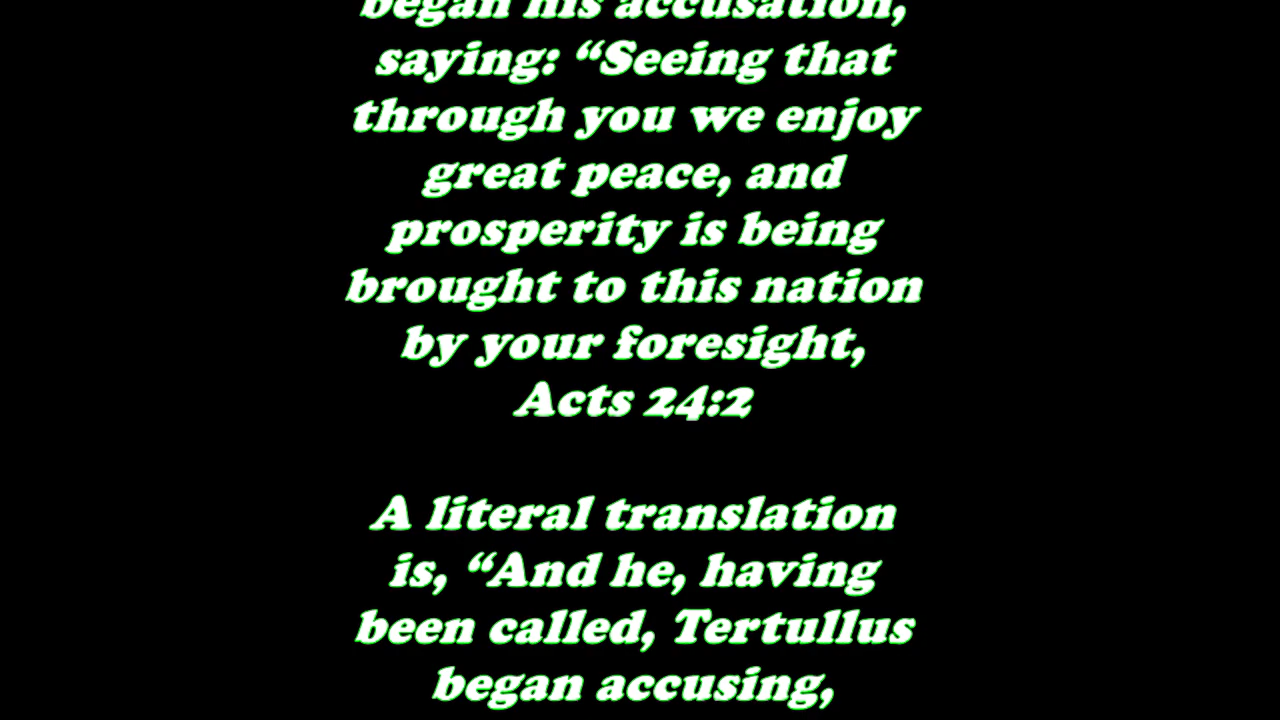 began his accusation,
saying: “Seeing that
through you we enjoy
great peace, and
prosperity is being
brought to this nation
by your foresight,
Acts 24:2
A literal translation
is, “And he, having
been called, Tertullus
began accusing,